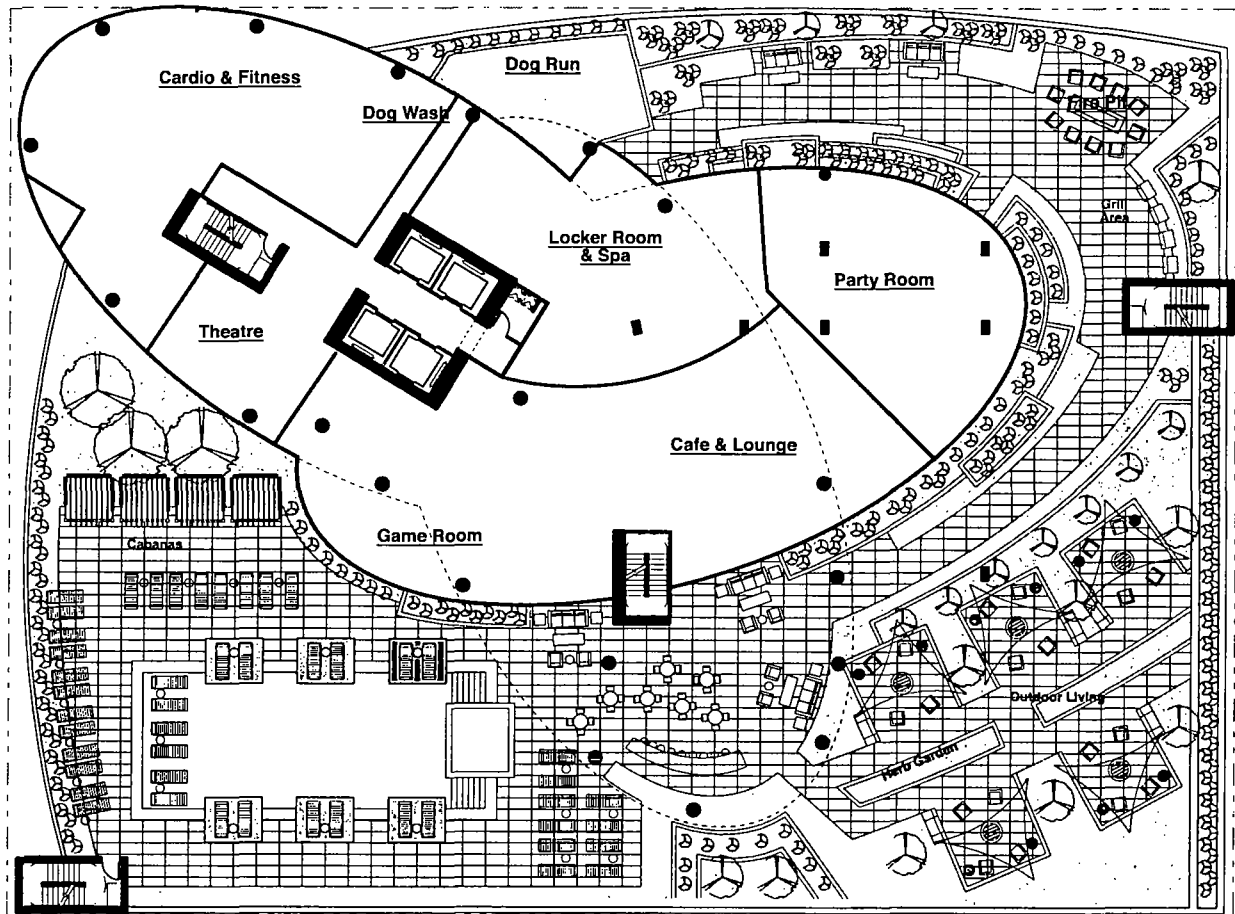 Cardio & Fitness
Dog Run
Dog Wash
Fire Pit
Grill
Area
Locker Room
& Spa
Party Room
Theatre
Cafe & Lounge
Game Room
Cabanas
Outdoor Living
Herb Garden